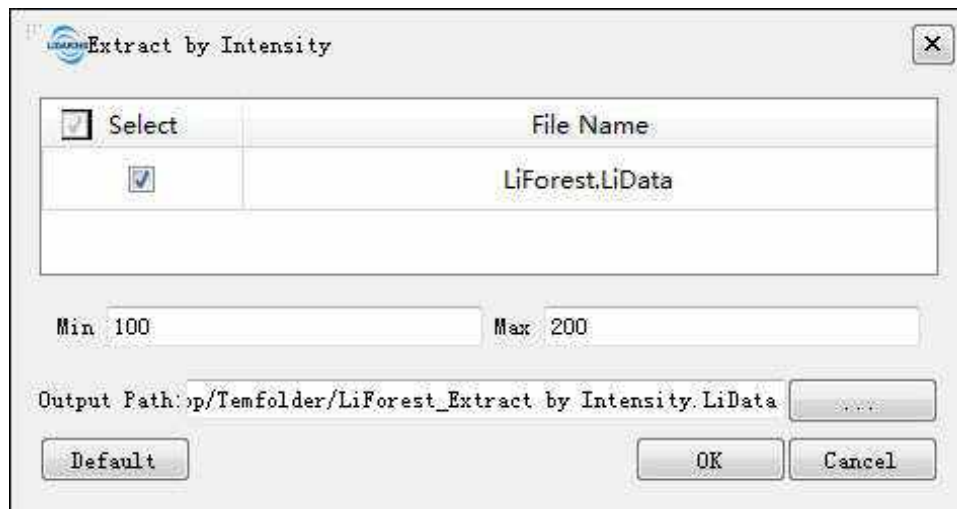 Extract by Intensity
Select File Name
LiForest.LiData
Min 100 Max 200
Output Path: op/Temfolder/LiForest_Extract by Intensity.LiData ...
Default OK Cancel